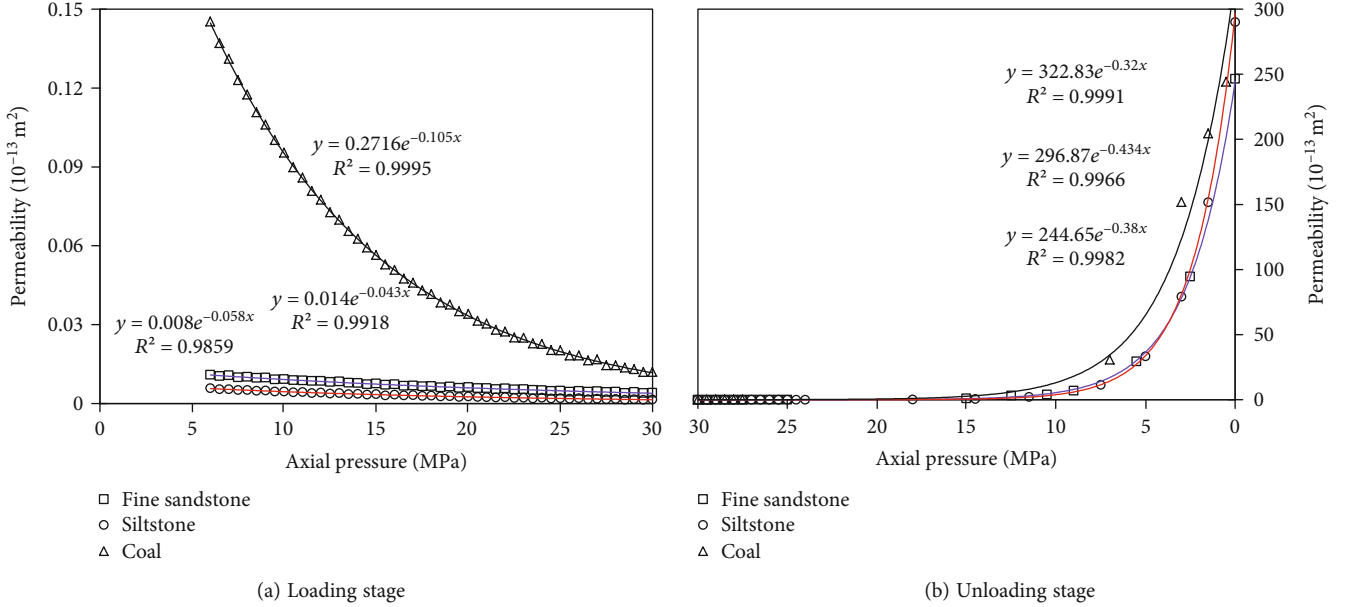 0.15
0.12
0.09
0.06
0.03
0
Permeability (10⁻¹³ m²)
y = 0.2716e^−0.105x
R² = 0.9995
y = 0.014e^−0.043x
R² = 0.9918
y = 0.008e^−0.058x
R² = 0.9859
0 5 10 15 20 25 30
Axial pressure (MPa)
Fine sandstone
Siltstone
Coal
(a) Loading stage
300
250
200
150
100
50
0
Permeability (10⁻¹³ m²)
y = 322.83e^−0.32x
R² = 0.9991
y = 296.87e^−0.434x
R² = 0.9966
y = 244.65e^−0.38x
R² = 0.9982
30 25 20 15 10 5 0
Axial pressure (MPa)
Fine sandstone
Siltstone
Coal
(b) Unloading stage